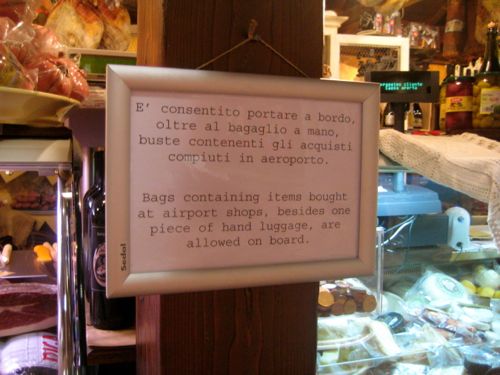 E' consentito portare a bordo,
oltre al bagaglio a mano,
buste contenenti gli acquisti
compiuti in aeroporto.
Bags containing items bought
at airport shops, besides one
piece of hand luggage, are
allowed on board.
Sedol